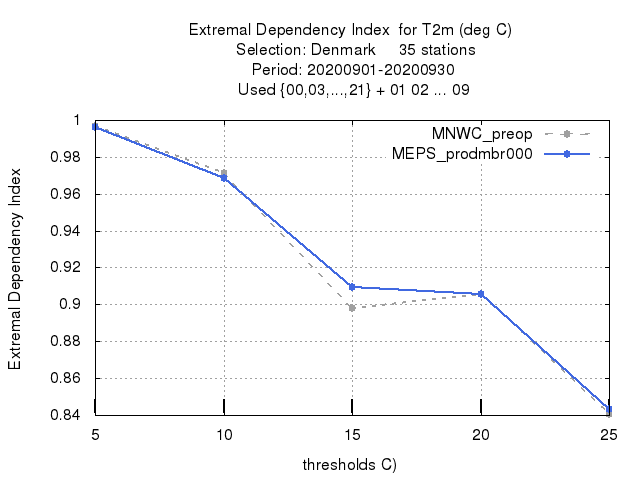 Extremal Dependency Index for T2m (deg C)
Selection: Denmark 35 stations
Period: 20200901-20200930
Used {00,03,...,21} + 01 02 ... 09
MNWC_preop
MEPS_prodmbr000
Extremal Dependency Index
1
0.98
0.96
0.94
0.92
0.9
0.88
0.86
0.84
5 10 15 20 25
thresholds C)